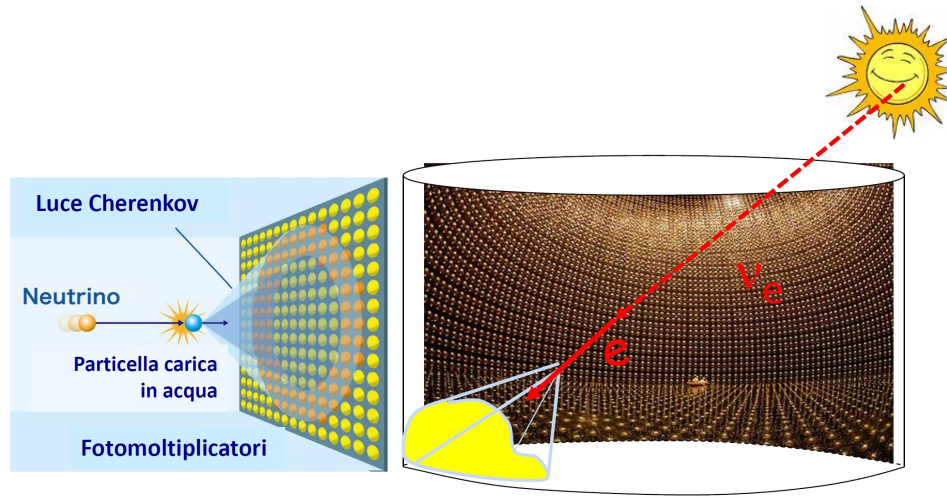 Luce Cherenkov
Neutrino
Particella carica
in acqua
Fotomoltiplicatori
νe
e